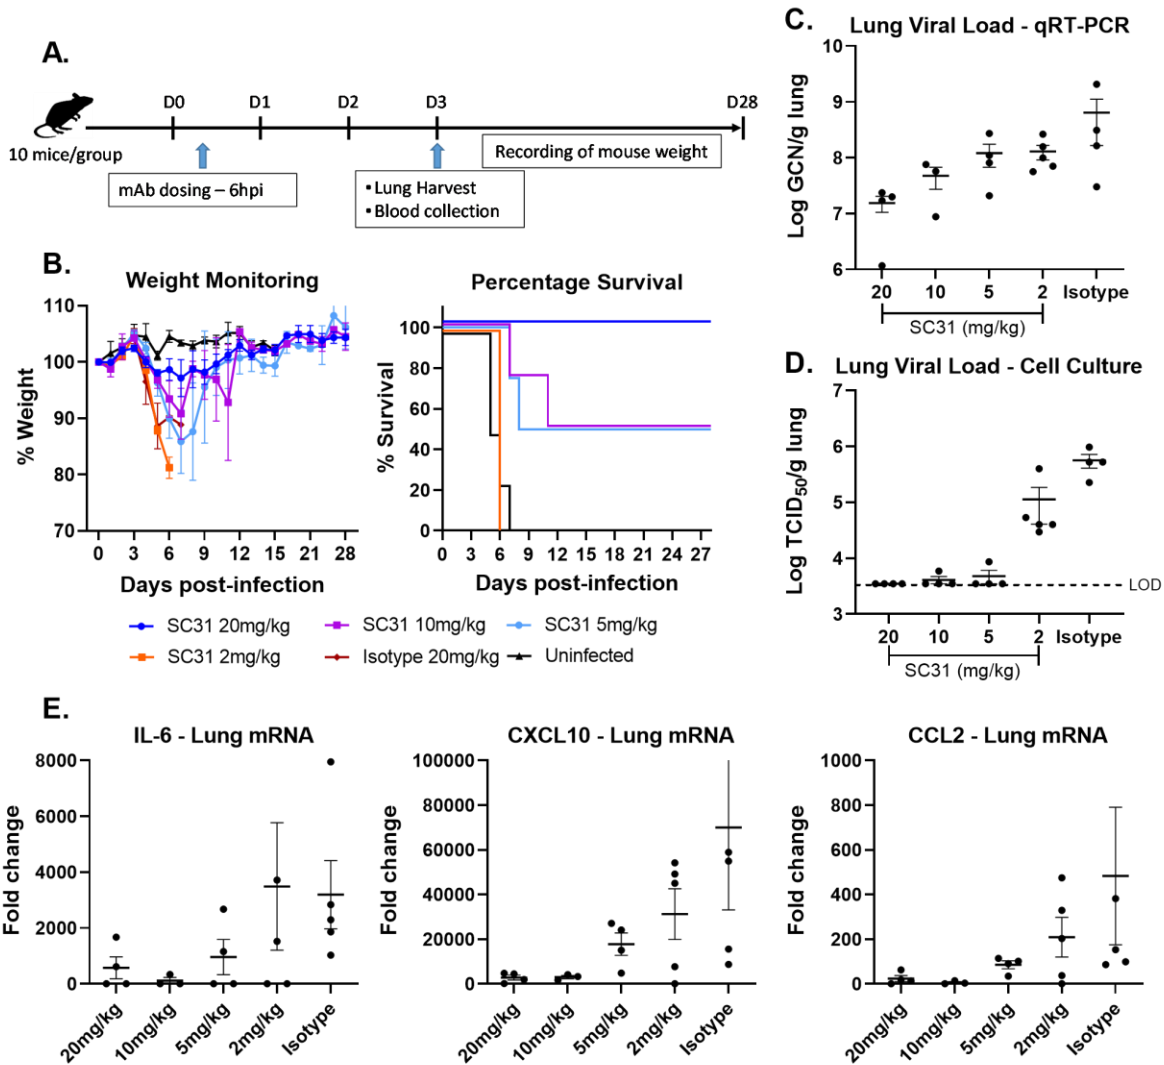 A.
10 mice/group
D0
D1
D2
D3
D28
mAb dosing – 6hpi
▪ Lung Harvest
▪ Blood collection
Recording of mouse weight
B.
Weight Monitoring
110
100
90
80
70
% Weight
0 3 6 9 12 15 21 28
Days post-infection
Percentage Survival
100
80
60
40
20
0
% Survival
0 3 6 9 12 15 18 21 24 27
Days post-infection
SC31 20mg/kg
SC31 10mg/kg
SC31 5mg/kg
SC31 2mg/kg
Isotype 20mg/kg
Uninfected
C.
Lung Viral Load - qRT-PCR
10
9
8
7
6
Log GCN/g lung
20 10 5 2 Isotype
SC31 (mg/kg)
D.
Lung Viral Load - Cell Culture
7
6
5
4
3
Log TCID50/g lung
LOD
20 10 5 2 Isotype
SC31 (mg/kg)
E.
IL-6 - Lung mRNA
8000
6000
4000
2000
0
Fold change
20mg/kg
10mg/kg
5mg/kg
2mg/kg
Isotype
CXCL10 - Lung mRNA
100000
80000
60000
40000
20000
0
Fold change
20mg/kg
10mg/kg
5mg/kg
2mg/kg
Isotype
CCL2 - Lung mRNA
1000
800
600
400
200
0
Fold change
20mg/kg
10mg/kg
5mg/kg
2mg/kg
Isotype